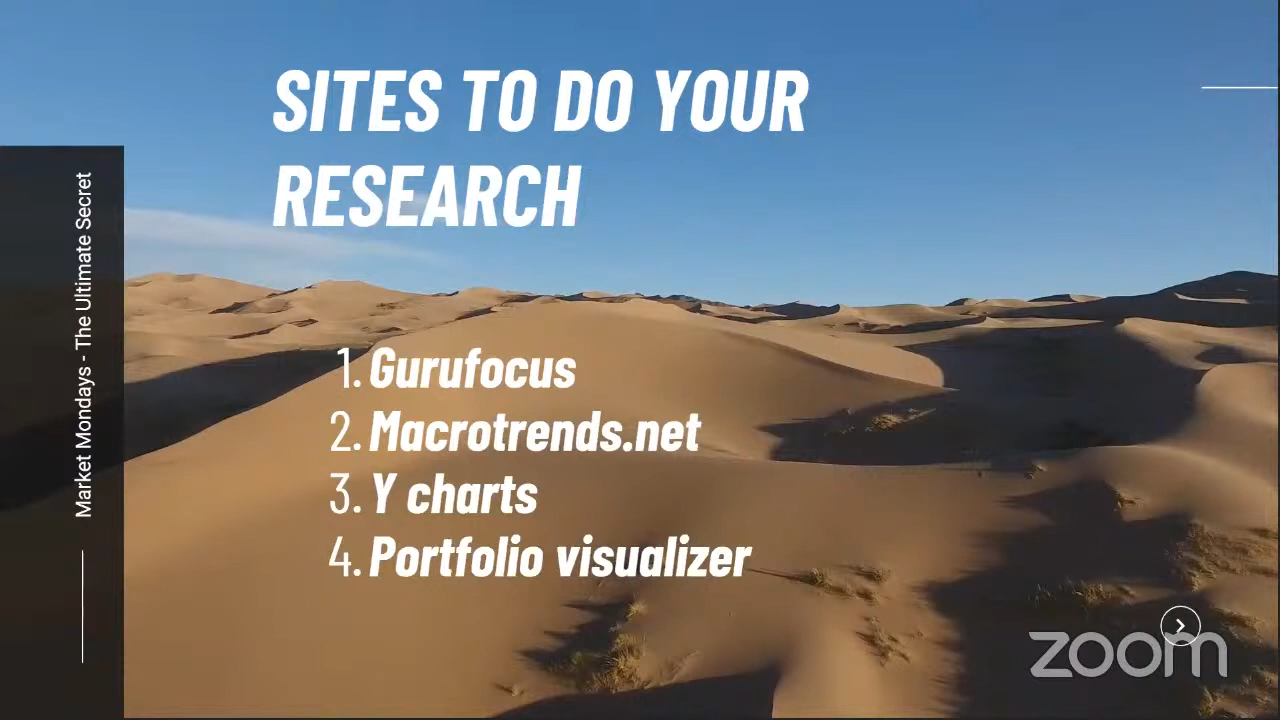 SITES TO DO YOUR
RESEARCH
Market Mondays - The Ultimate Secret
1. Gurufocus
2. Macrotrends.net
3. Y charts
4. Portfolio visualizer
zoom